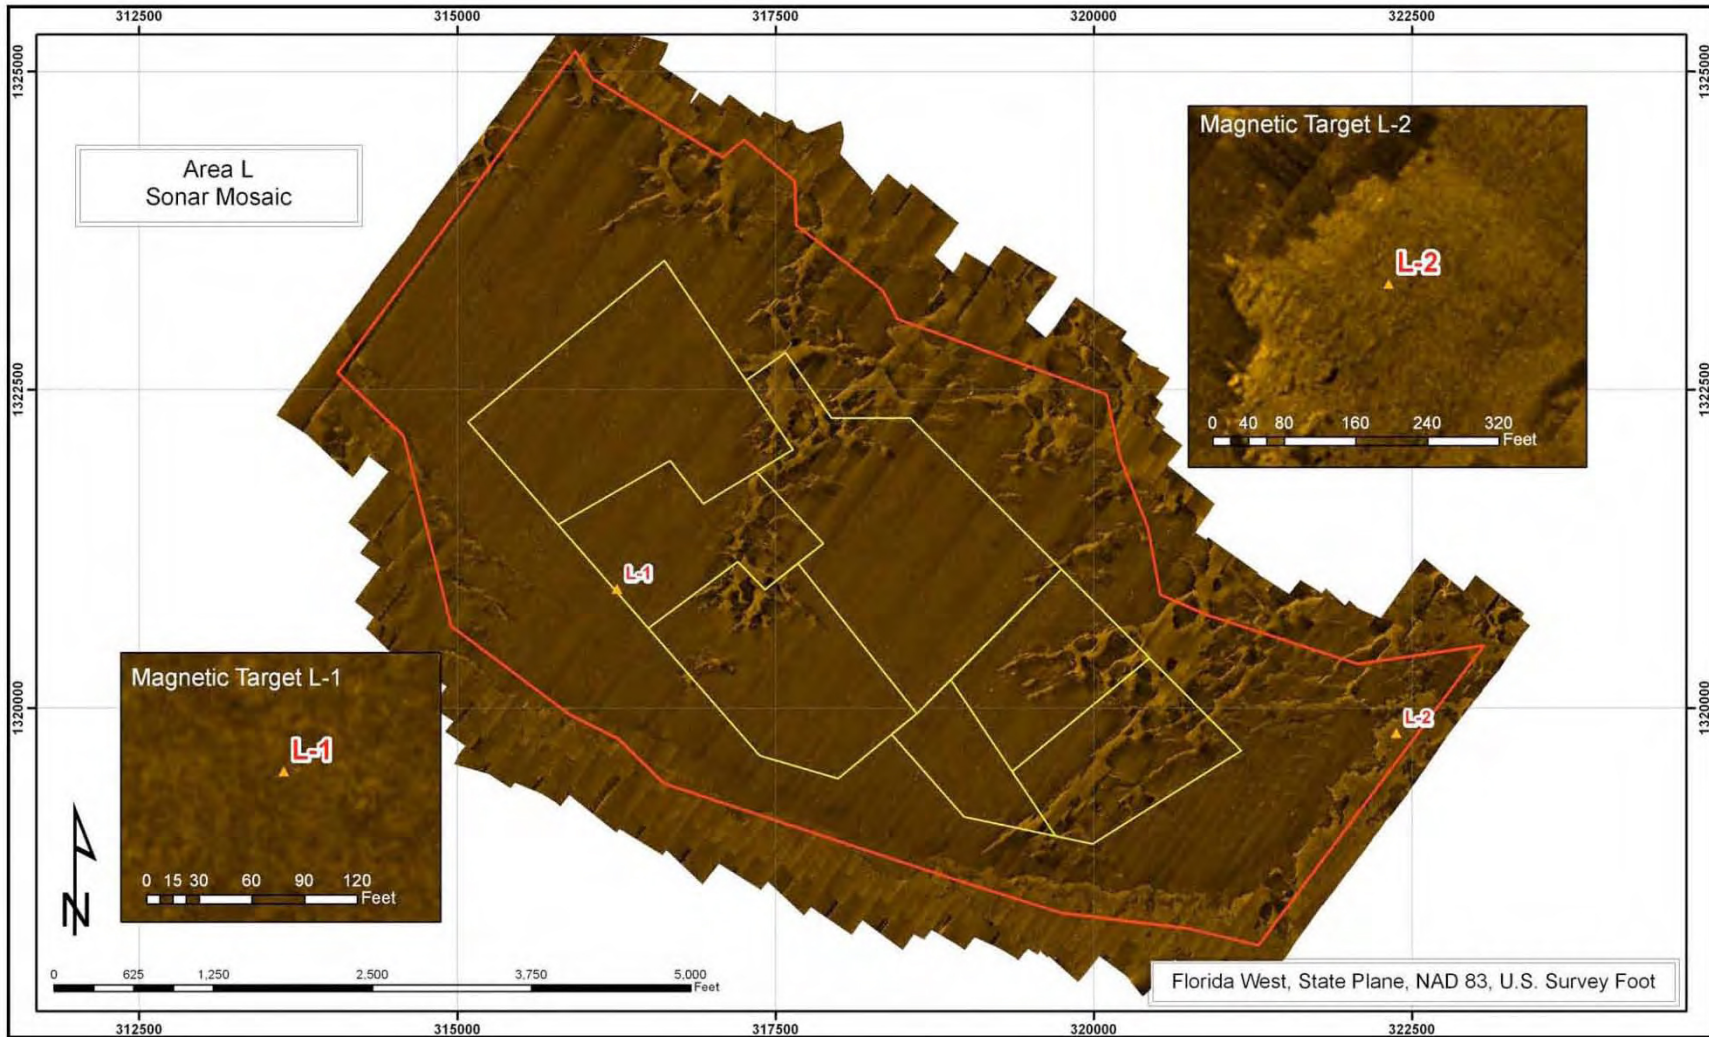 312500 315000 317500 320000 322500
1325000 1325000
Magnetic Target L-2
Area L
Sonar Mosaic
L-2
1322500 1322500
0 40 80 160 240 320
Feet
L-1
Magnetic Target L-1
1320000 1320000
L-2
L-1
0 15 30 60 90 120
Feet
N
0 625 1,250 2,500 3,750 5,000
Feet
Florida West, State Plane, NAD 83, U.S. Survey Foot
312500 315000 317500 320000 322500